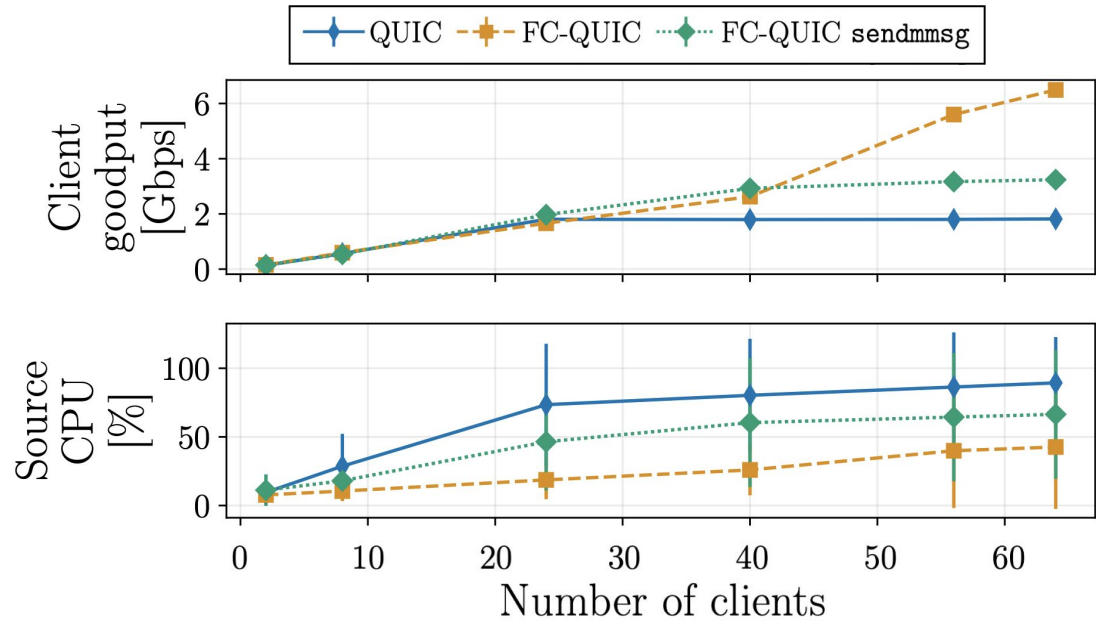 QUIC FC-QUIC FC-QUIC sendmmsg
Client
goodput
[Gbps]
6
4
2
0
Source
CPU
[%]
100
50
0
0 10 20 30 40 50 60
Number of clients